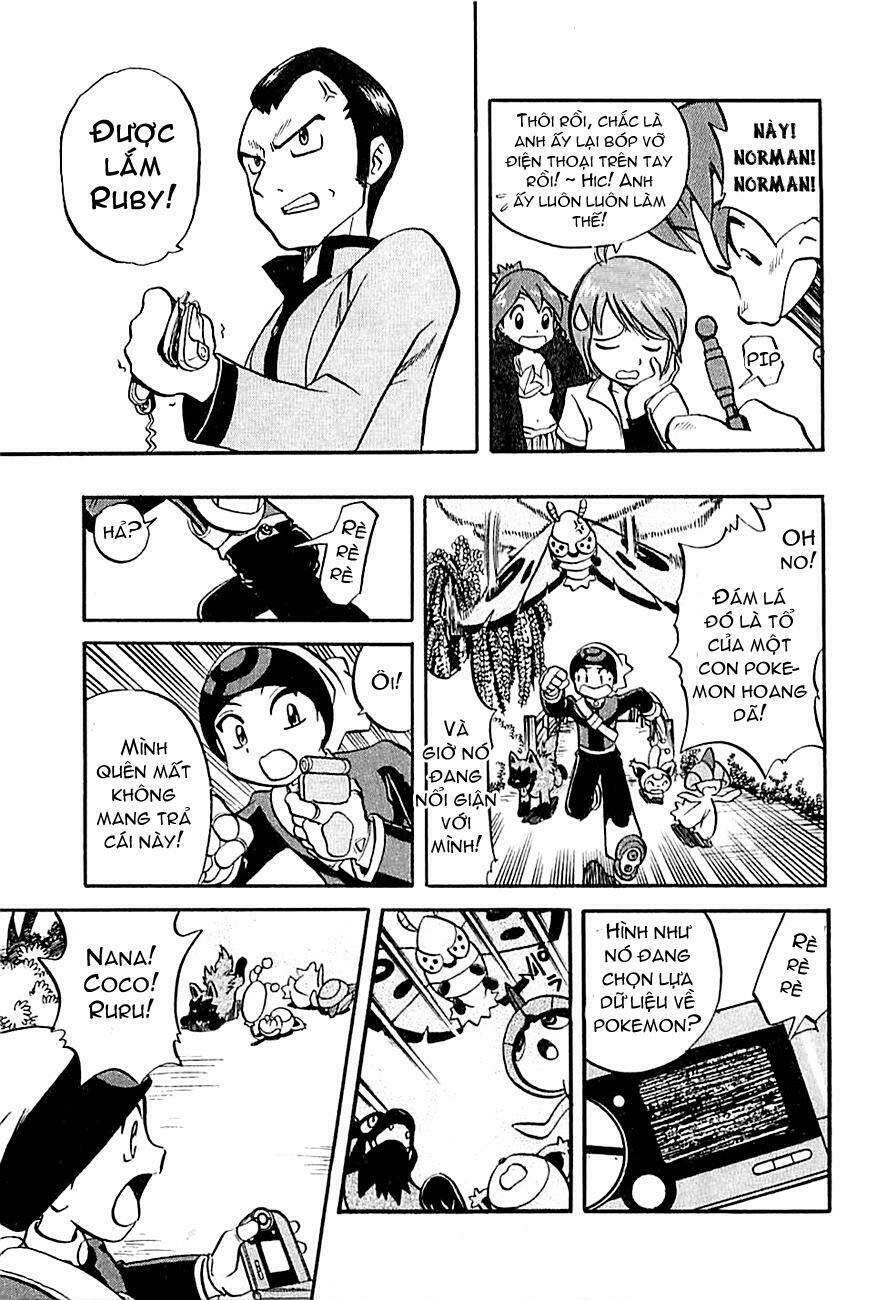 NÀY!
NORMAN!
NORMAN!
THÔI RỒI, CHẮC LÀ
ANH ẤY LẠI BÓP VỠ
ĐIỆN THOẠI TRÊN TAY
RỒI! ~ HIC! ANH
ẤY LUÔN LUÔN LÀM
THẾ!
PIP
ĐƯỢC
LẮM
RUBY!
OH
NO!
ĐÁM LÁ
ĐÓ LÀ TỔ
CỦA MỘT
CON POKE-
MON HOANG
DÃ!
VÀ
GIỜ NÓ
ĐANG
NỔI GIẬN
VỚI
MÌNH!
RÈ
RÈ
RÈ
HẢ?
ÔI!
MÌNH
QUÊN MẤT
KHÔNG
MANG TRẢ
CÁI NÀY!
RÈ
RÈ
RÈ
HÌNH NHƯ
NÓ ĐANG
CHỌN LỰA
DỮ LIỆU VỀ
POKEMON?
NANA!
COCO!
RURU!